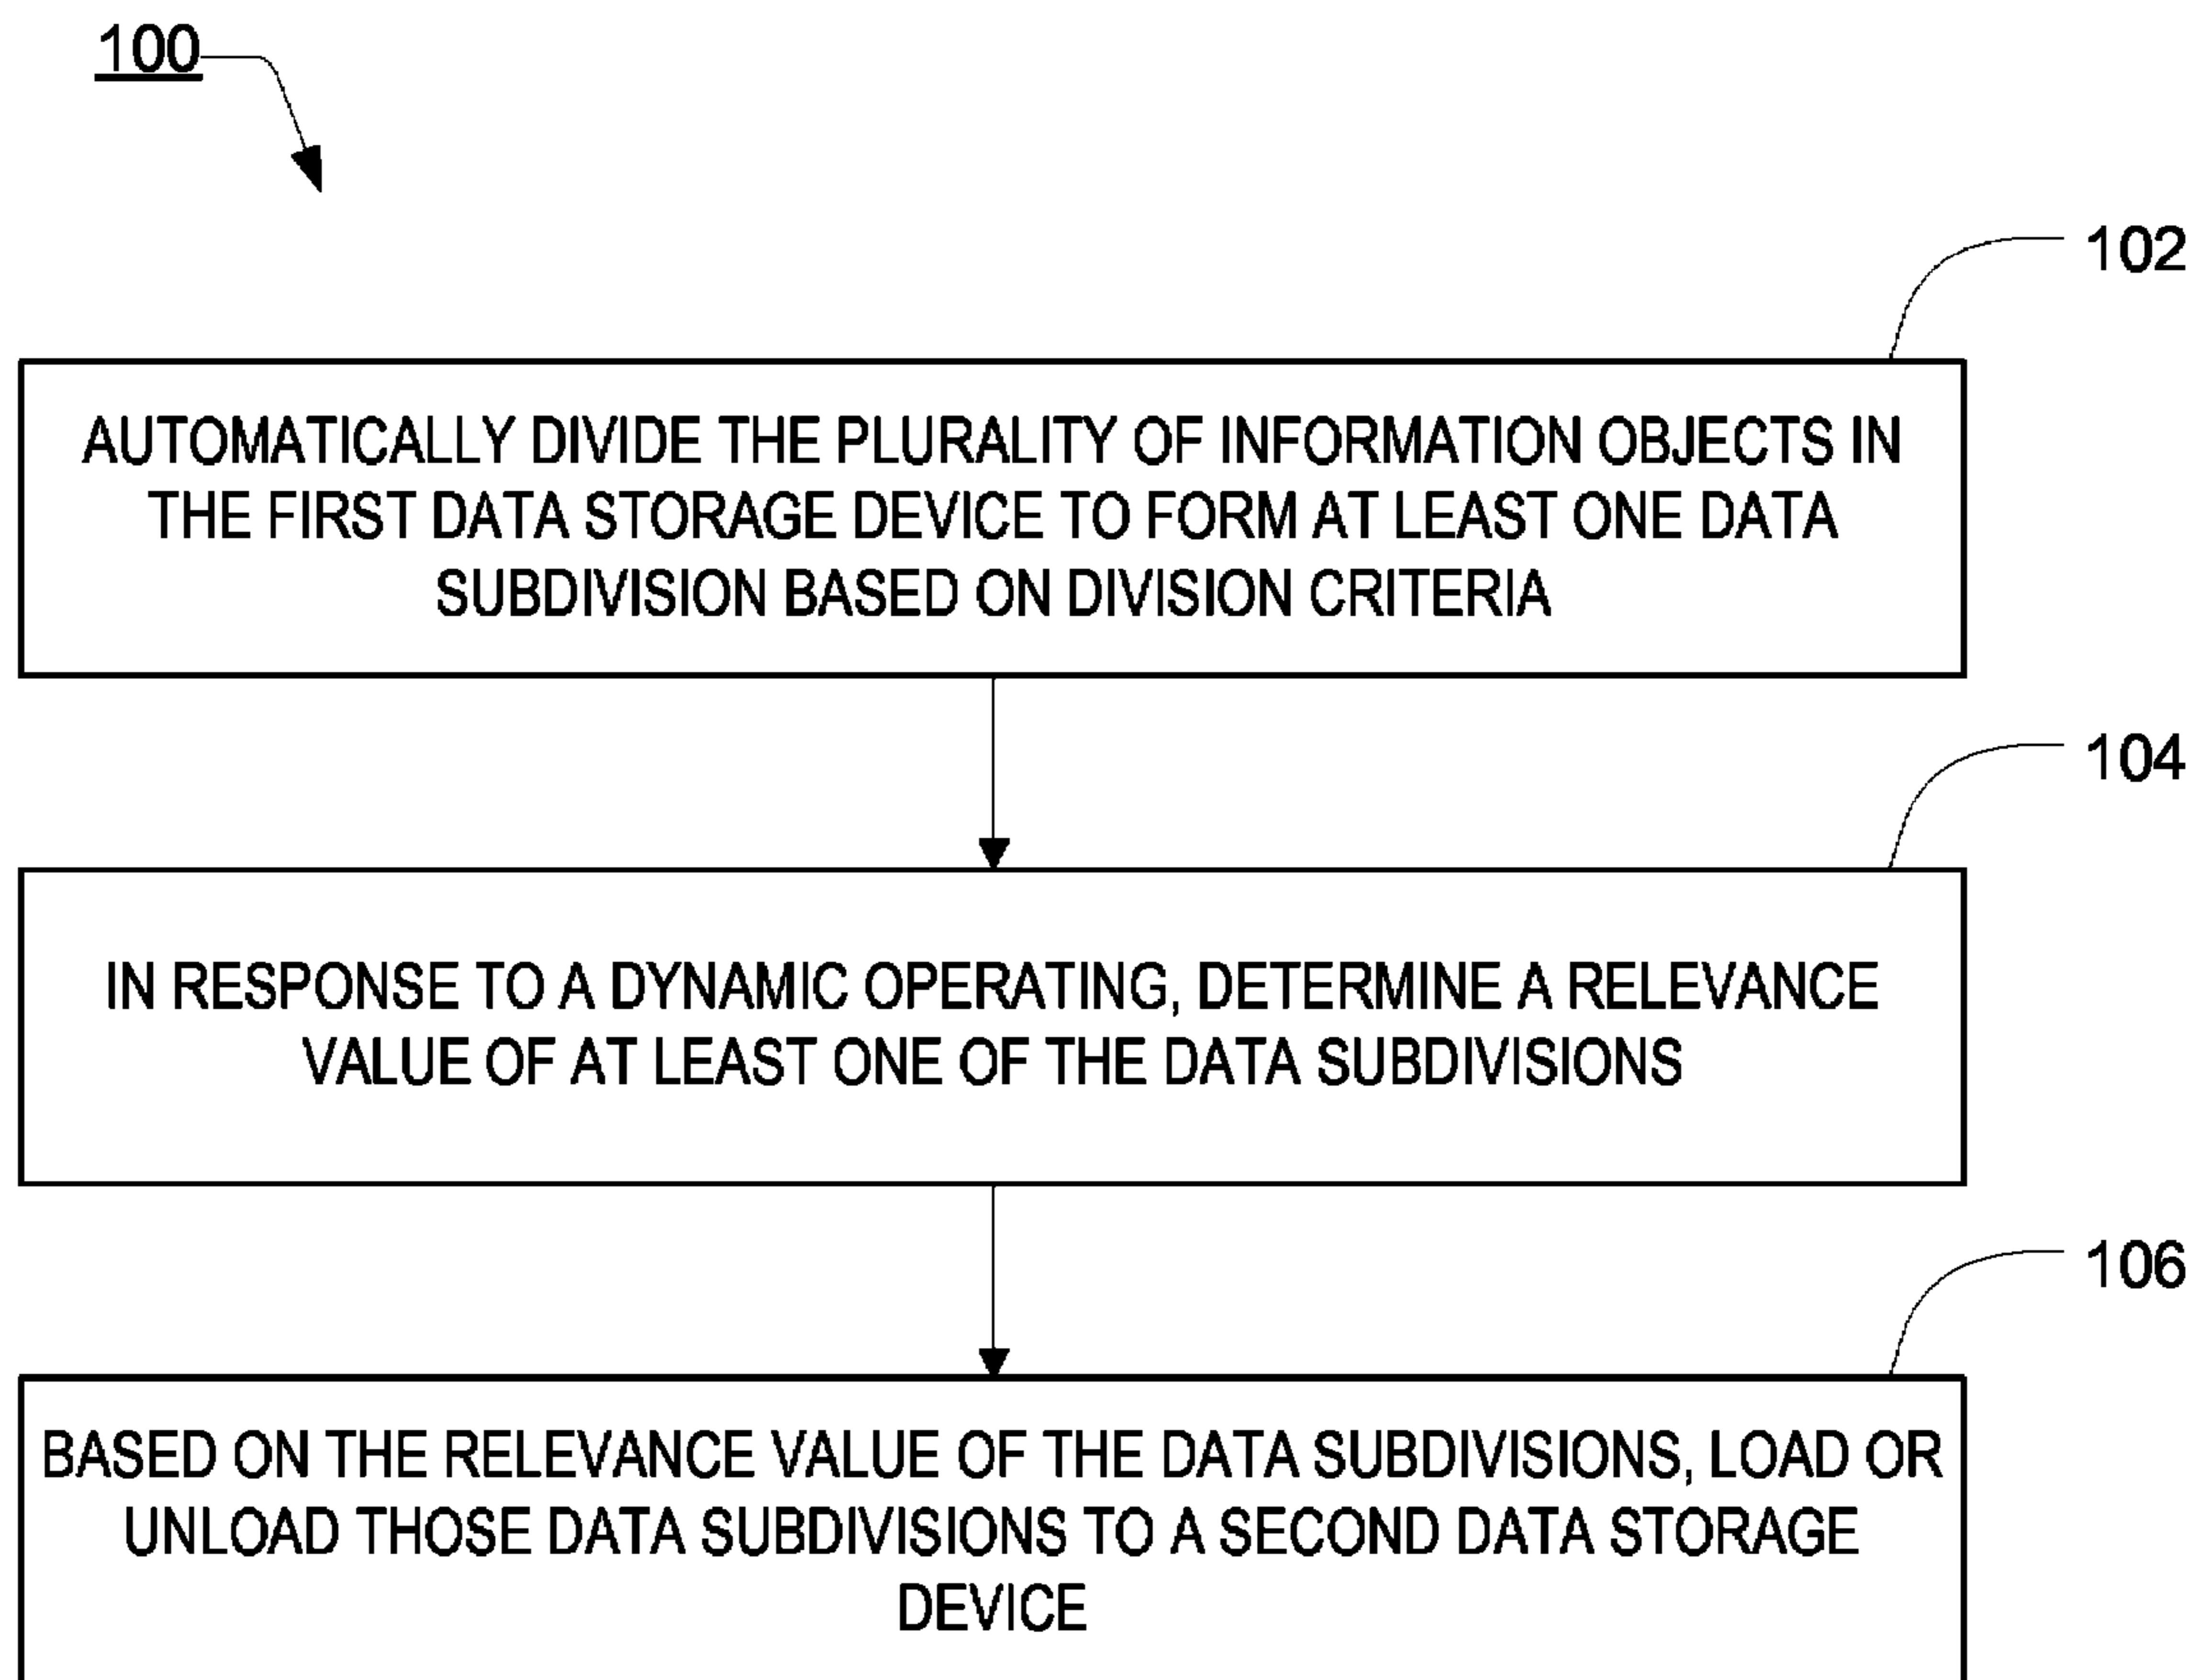 100
102
AUTOMATICALLY DIVIDE THE PLURALITY OF INFORMATION OBJECTS IN
THE FIRST DATA STORAGE DEVICE TO FORM AT LEAST ONE DATA
SUBDIVISION BASED ON DIVISION CRITERIA
104
IN RESPONSE TO A DYNAMIC OPERATING, DETERMINE A RELEVANCE
VALUE OF AT LEAST ONE OF THE DATA SUBDIVISIONS
106
BASED ON THE RELEVANCE VALUE OF THE DATA SUBDIVISIONS, LOAD OR
UNLOAD THOSE DATA SUBDIVISIONS TO A SECOND DATA STORAGE
DEVICE